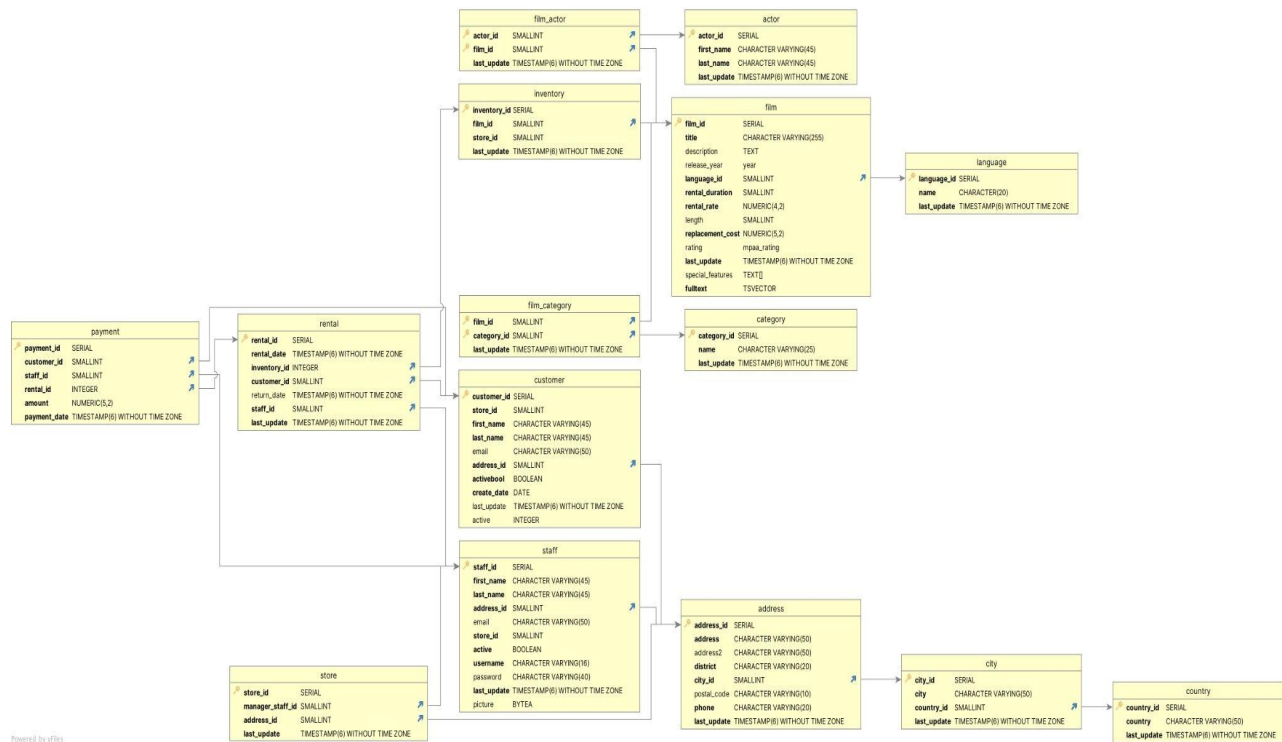 film_actor
actor_id SMALLINT
film_id SMALLINT
last_update TIMESTAMP(6) WITHOUT TIME ZONE
actor
actor_id SERIAL
first_name CHARACTER VARYING(45)
last_name CHARACTER VARYING(45)
last_update TIMESTAMP(6) WITHOUT TIME ZONE
inventory
inventory_id SERIAL
film_id SMALLINT
store_id SMALLINT
last_update TIMESTAMP(6) WITHOUT TIME ZONE
film
film_id SERIAL
title CHARACTER VARYING(255)
description TEXT
release_year year
language_id SMALLINT
rental_duration SMALLINT
rental_rate NUMERIC(4,2)
length SMALLINT
replacement_cost NUMERIC(5,2)
rating mpaa_rating
last_update TIMESTAMP(6) WITHOUT TIME ZONE
special_features TEXT[]
fulltext TSVECTOR
language
language_id SERIAL
name CHARACTER(20)
last_update TIMESTAMP(6) WITHOUT TIME ZONE
payment
payment_id SERIAL
customer_id SMALLINT
staff_id SMALLINT
rental_id INTEGER
amount NUMERIC(5,2)
payment_date TIMESTAMP(6) WITHOUT TIME ZONE
rental
rental_id SERIAL
rental_date TIMESTAMP(6) WITHOUT TIME ZONE
inventory_id INTEGER
customer_id SMALLINT
return_date TIMESTAMP(6) WITHOUT TIME ZONE
staff_id SMALLINT
last_update TIMESTAMP(6) WITHOUT TIME ZONE
film_category
film_id SMALLINT
category_id SMALLINT
last_update TIMESTAMP(6) WITHOUT TIME ZONE
category
category_id SERIAL
name CHARACTER VARYING(25)
last_update TIMESTAMP(6) WITHOUT TIME ZONE
customer
customer_id SERIAL
store_id SMALLINT
first_name CHARACTER VARYING(45)
last_name CHARACTER VARYING(45)
email CHARACTER VARYING(50)
address_id SMALLINT
activebool BOOLEAN
create_date DATE
last_update TIMESTAMP(6) WITHOUT TIME ZONE
active INTEGER
staff
staff_id SERIAL
first_name CHARACTER VARYING(45)
last_name CHARACTER VARYING(45)
address_id SMALLINT
email CHARACTER VARYING(50)
store_id SMALLINT
active BOOLEAN
username CHARACTER VARYING(16)
password CHARACTER VARYING(40)
last_update TIMESTAMP(6) WITHOUT TIME ZONE
picture BYTEA
store
store_id SERIAL
manager_staff_id SMALLINT
address_id SMALLINT
last_update TIMESTAMP(6) WITHOUT TIME ZONE
address
address_id SERIAL
address CHARACTER VARYING(50)
address2 CHARACTER VARYING(50)
district CHARACTER VARYING(20)
city_id SMALLINT
postal_code CHARACTER VARYING(10)
phone CHARACTER VARYING(20)
last_update TIMESTAMP(6) WITHOUT TIME ZONE
city
city_id SERIAL
city CHARACTER VARYING(50)
country_id SMALLINT
last_update TIMESTAMP(6) WITHOUT TIME ZONE
country
country_id SERIAL
country CHARACTER VARYING(50)
last_update TIMESTAMP(6) WITHOUT TIME ZONE
Powered by yFiles